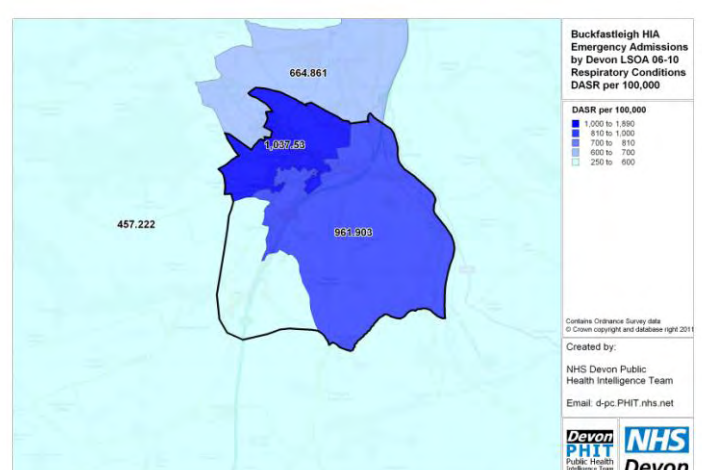 Buckfastleigh HIA
Emergency Admissions
by Devon LSOA 06-10
Respiratory Conditions
DASR per 100,000
DASR per 100,000
1,000 to 1,890
810 to 1,000
700 to 810
600 to 700
250 to 600
664.861
1,037.53
457.222
961.903
Contains Ordnance Survey data
© Crown copyright and database right 2011
Created by:
NHS Devon Public
Health Intelligence Team
Email: d-pc.PHIT.nhs.net
Devon
PHIT
Public Health
Intelligence Team
NHS
Devon